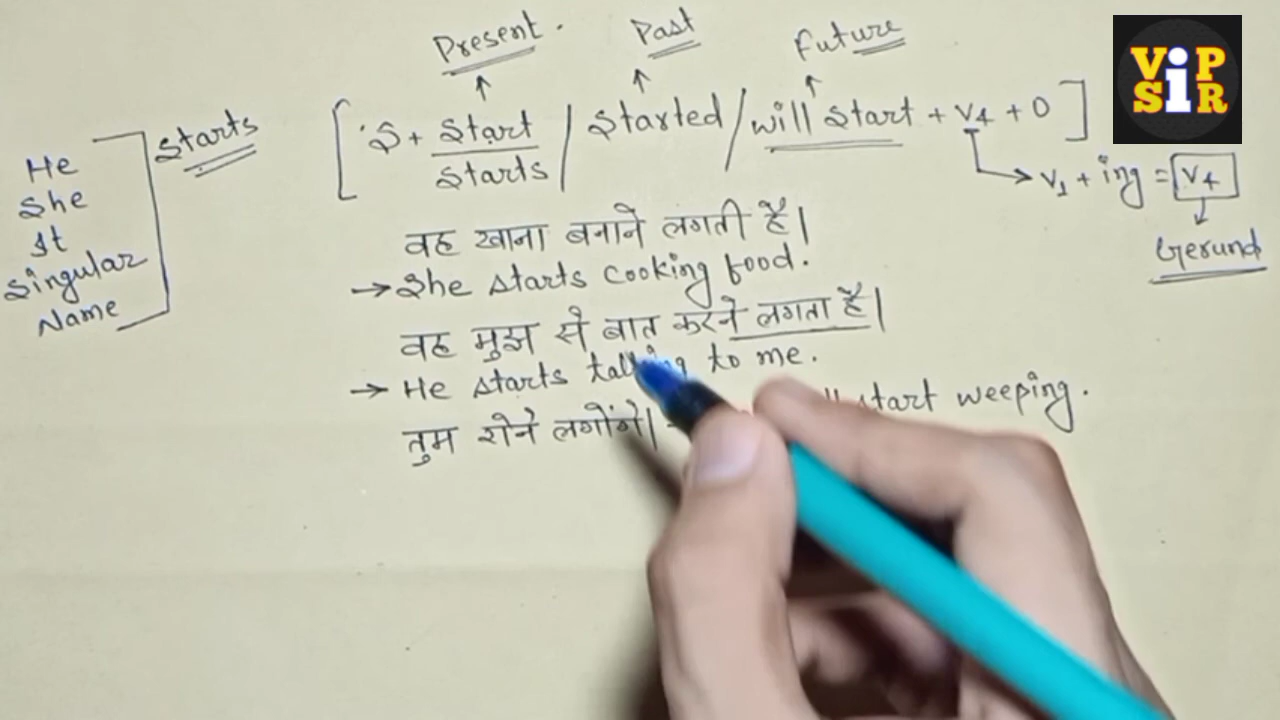 Present.
Past
Future
[ S + Start / Started / will start + V4 + O ]
Starts
V1 + ing = V4
Gerund
He
She
It
Singular
Name
Starts
वह खाना बनाने लगती है।
→ She starts cooking food.
वह मुझ से बात करने लगता है।
→ He starts talking to me.
तुम रोने लगोंगे। start weeping.
ViP
SiR